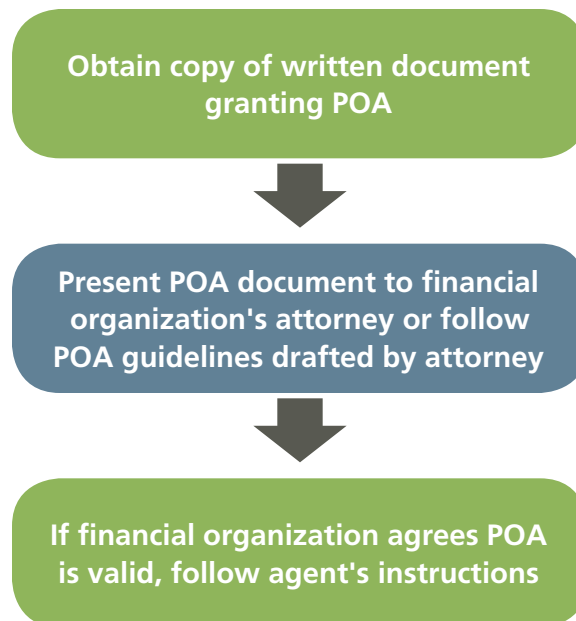 Obtain copy of written document
granting POA
Present POA document to financial
organization's attorney or follow
POA guidelines drafted by attorney
If financial organization agrees POA
is valid, follow agent's instructions